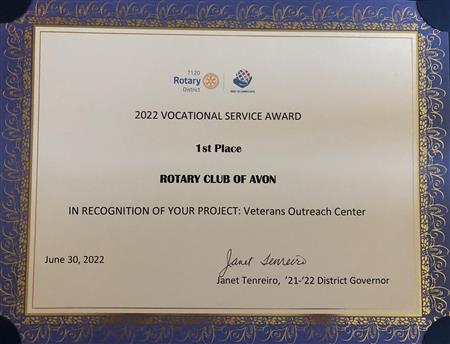 7120
Rotary
District
2022 VOCATIONAL SERVICE AWARD
1st Place
ROTARY CLUB OF AVON
IN RECOGNITION OF YOUR PROJECT: Veterans Outreach Center
June 30, 2022
Janet Tenreiro
Janet Tenreiro, ’21-’22 District Governor